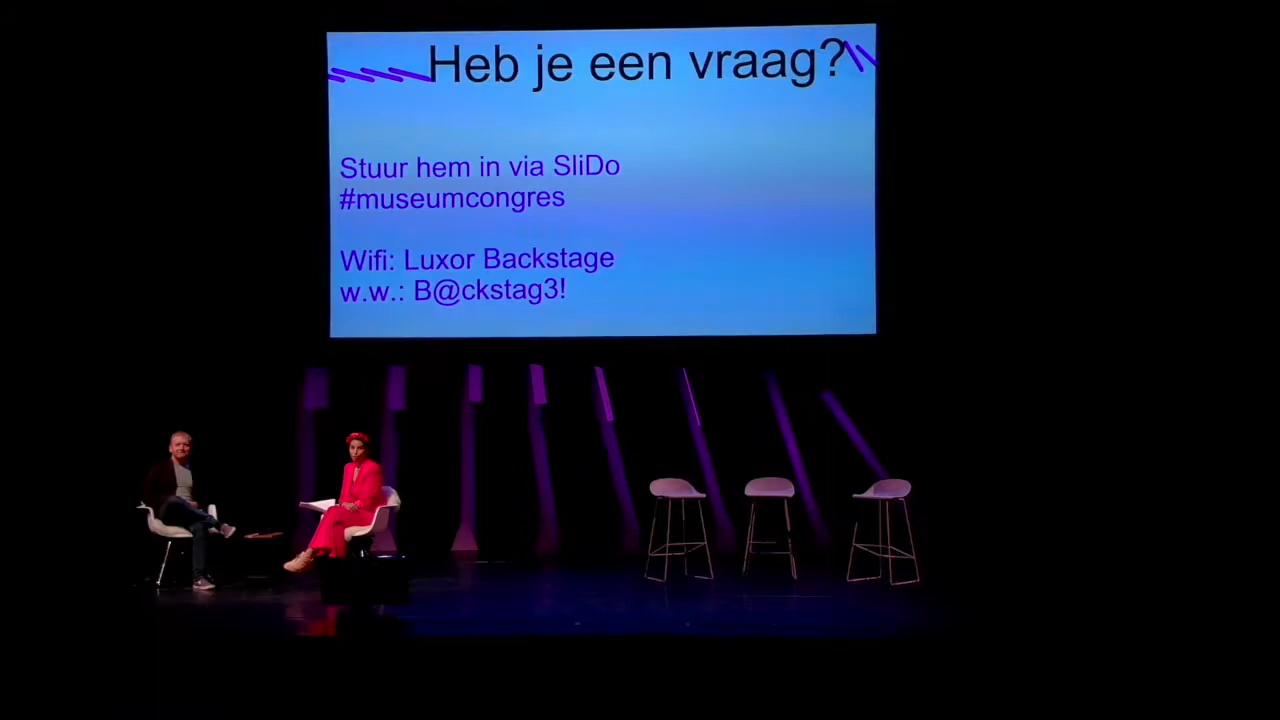 Heb je een vraag?
Stuur hem in via SliDo
#museumcongres
Wifi: Luxor Backstage
w.w.: B@ckstag3!